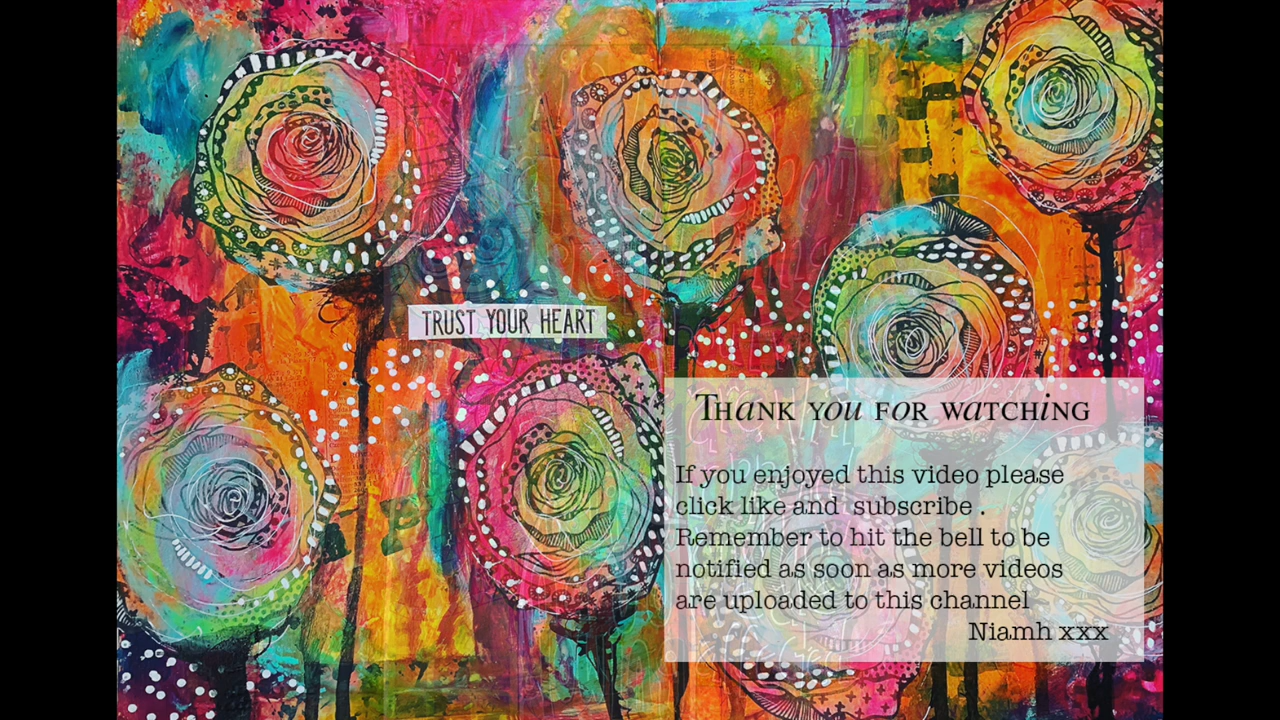 TRUST YOUR HEART
THANK YOU FOR WATCHING
If you enjoyed this video please
click like and subscribe .
Remember to hit the bell to be
notified as soon as more videos
are uploaded to this channel
Niamh xxx